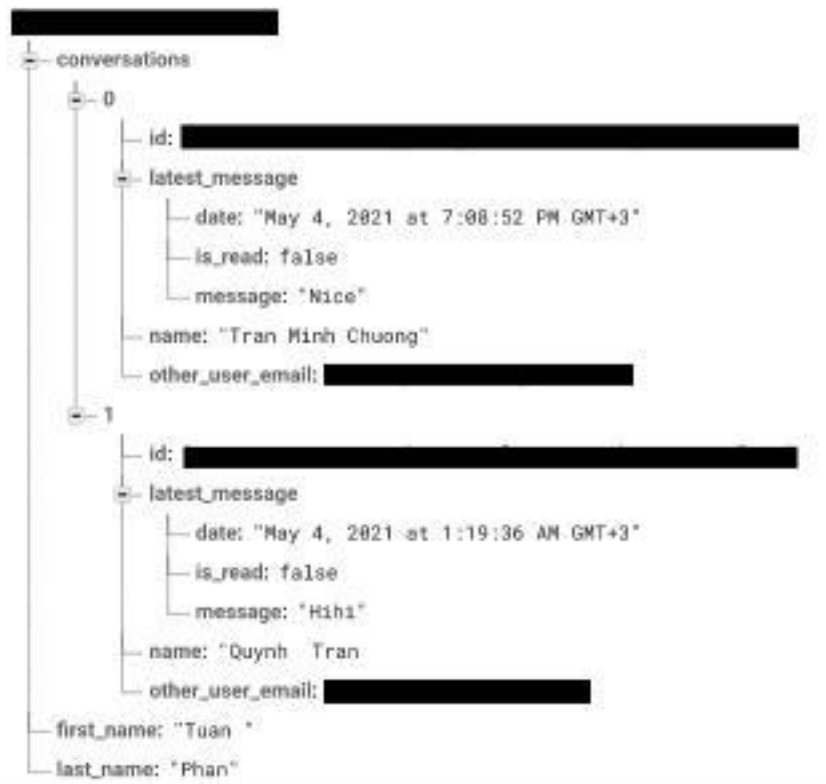 conversations
0
id:
latest_message
date: "May 4, 2021 at 7:08:52 PM GMT+3"
is_read: false
message: "Nice"
name: "Tran Minh Chuong"
other_user_email:
1
id:
latest_message
date: "May 4, 2021 at 1:19:36 AM GMT+3"
is_read: false
message: "Hihi"
name: "Quynh  Tran
other_user_email:
first_name: "Tuan "
last_name: "Phan"